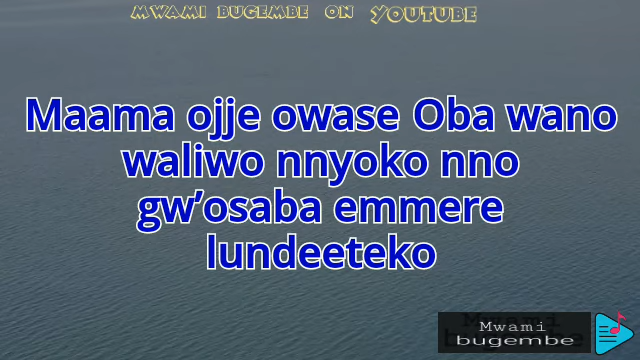 MWAMI BUGEMBE ON YOUTUBE
Maama ojje owase Oba wano
waliwo nnyoko nno
gw’osaba emmere
lundeeteko
Mwami
bugembe